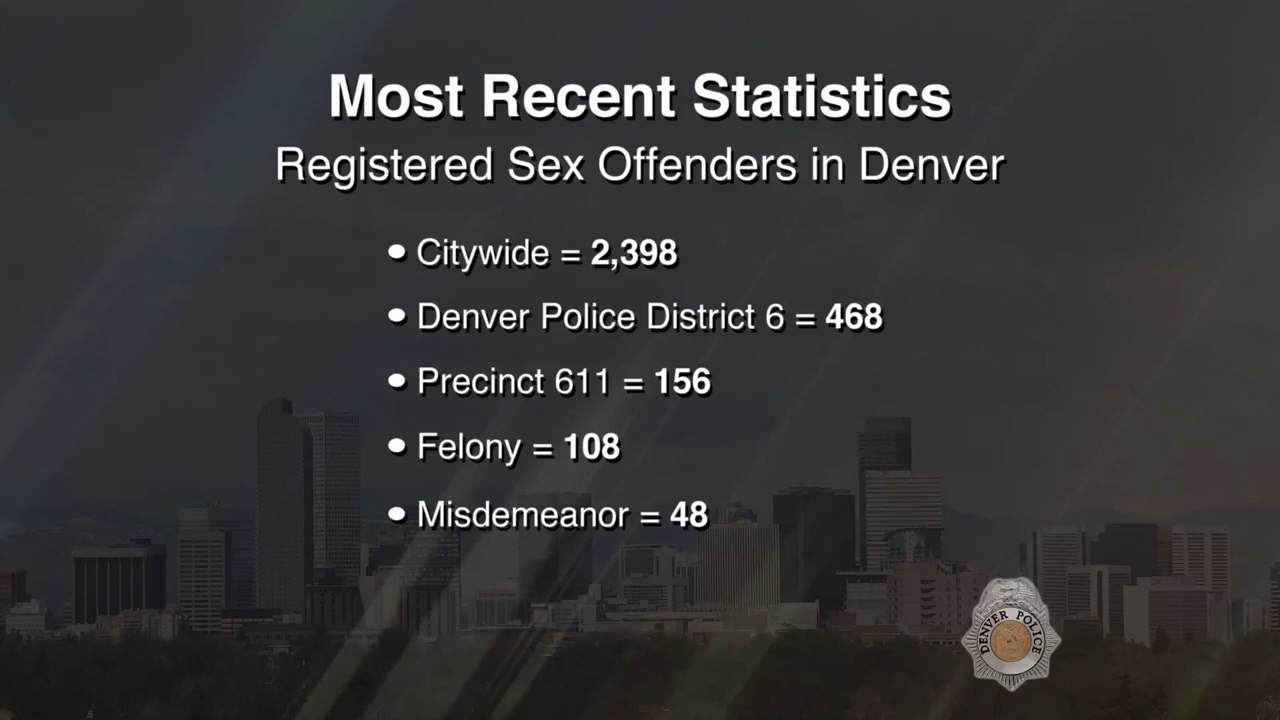 Most Recent Statistics
Registered Sex Offenders in Denver
• Citywide = 2,398
• Denver Police District 6 = 468
• Precinct 611 = 156
• Felony = 108
• Misdemeanor = 48
DENVER POLICE